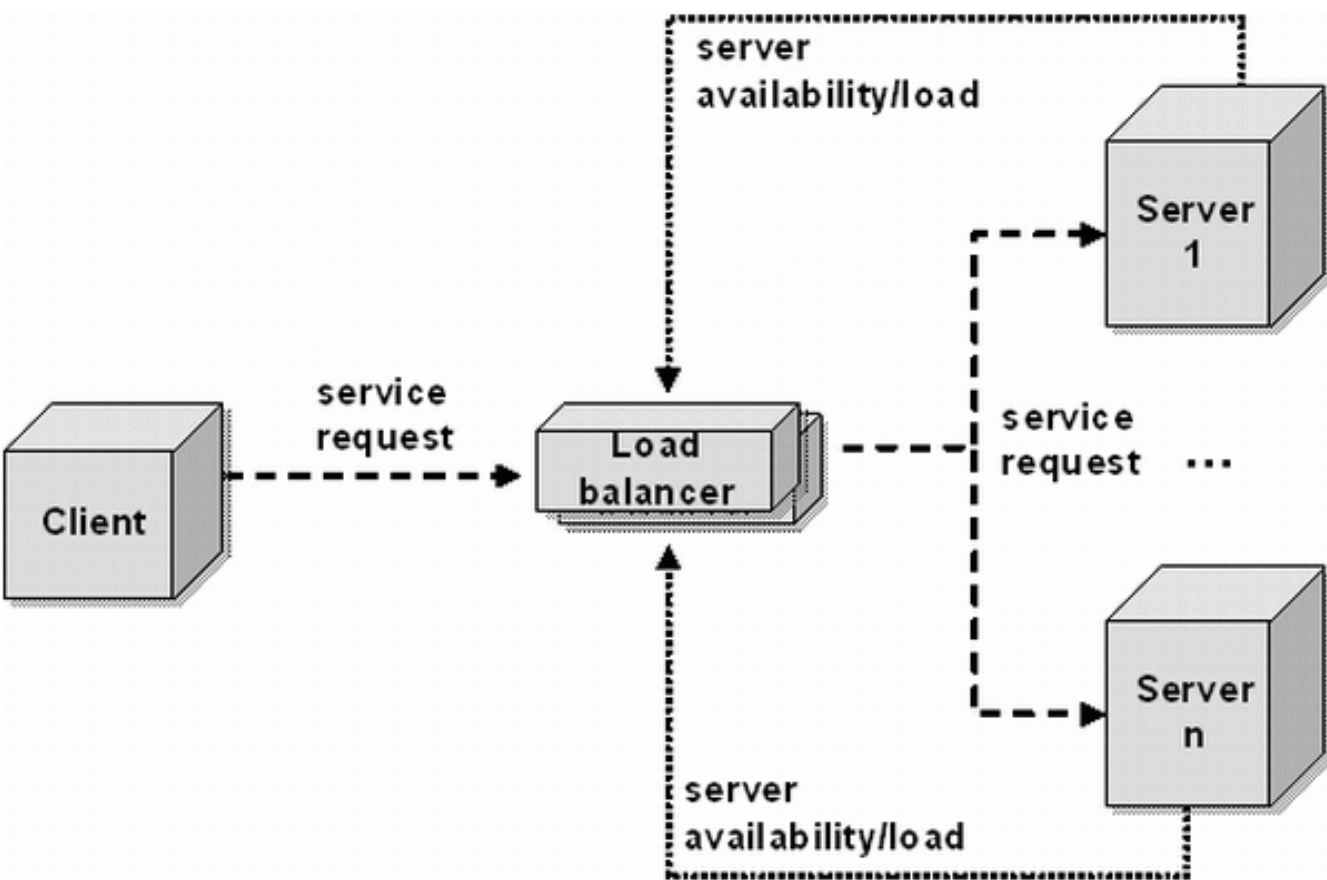 server
availability/load
Server
1
service
request
Load
balancer
Client
service
request ...
Server
n
server
availability/load